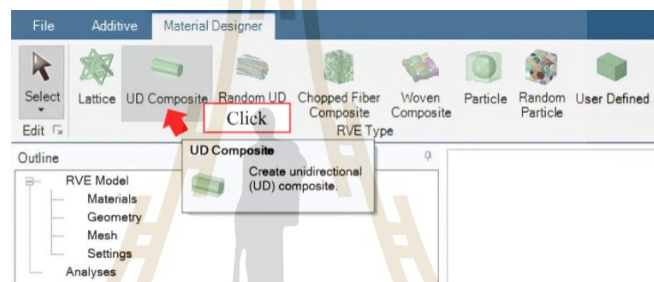 File Additive Material Designer
Select Lattice UD Composite Random UD Chopped Fiber Composite Woven Composite Particle Random Particle User Defined
Click
Edit RVE Type
Outline
UD Composite
Create unidirectional
(UD) composite.
RVE Model
Materials
Geometry
Mesh
Settings
Analyses